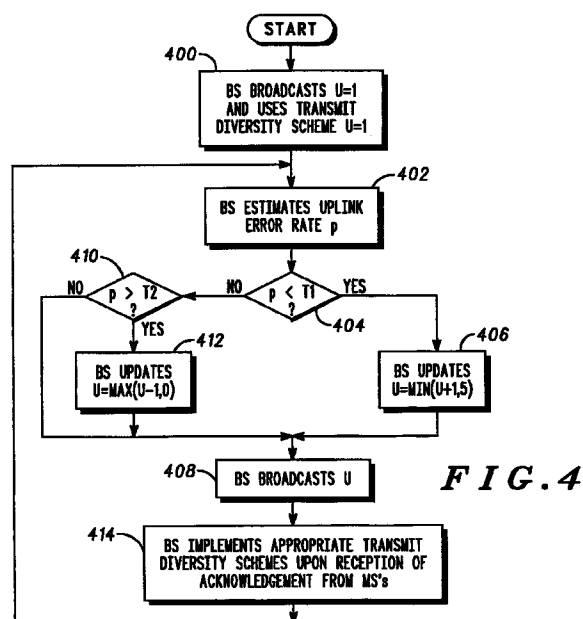 START
400
BS BROADCASTS U=1
AND USES TRANSMIT
DIVERSITY SCHEME U=1
402
BS ESTIMATES UPLINK
ERROR RATE p
410
NO
p > T2
?
YES
NO
p < T1
?
YES
404
412
BS UPDATES
U=MAX(U-1,0)
406
BS UPDATES
U=MIN(U+1,5)
408
BS BROADCASTS U
FIG.4
414
BS IMPLEMENTS APPROPRIATE TRANSMIT
DIVERSITY SCHEMES UPON RECEPTION OF
ACKNOWLEDGEMENT FROM MS's